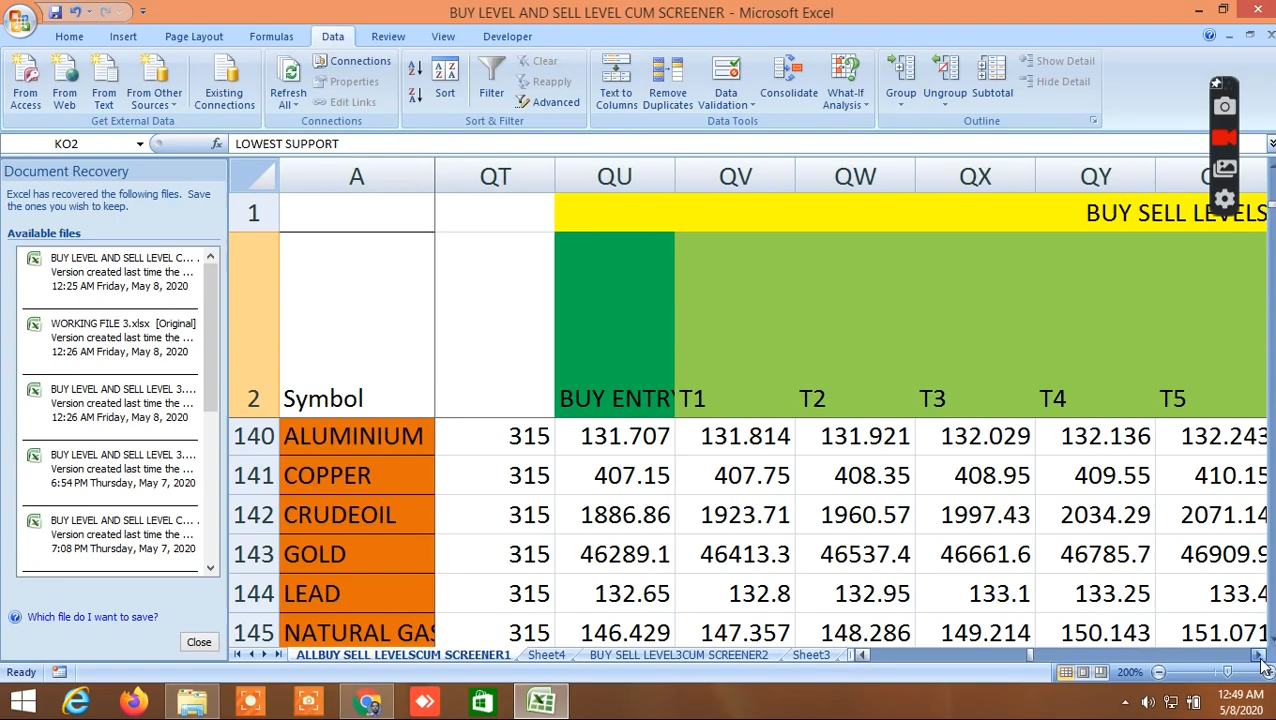 BUY LEVEL AND SELL LEVEL CUM SCREENER - Microsoft Excel
Home Insert Page Layout Formulas Data Review View Developer
From Access From Web From Text From Other Sources Existing Connections Refresh All Connections Properties Edit Links Sort Filter Clear Reapply Advanced Text to Columns Remove Duplicates Data Validation Consolidate What-If Analysis Group Ungroup Subtotal Show Detail Hide Detail
Get External Data Connections Sort & Filter Data Tools Outline
KO2 fx LOWEST SUPPORT
Document Recovery
Excel has recovered the following files. Save
the ones you wish to keep.
Available files
BUY LEVEL AND SELL LEVEL C... .
Version created last time the ...
12:25 AM Friday, May 8, 2020
WORKING FILE 3.xlsx [Original]
Version created last time the ...
12:26 AM Friday, May 8, 2020
BUY LEVEL AND SELL LEVEL 3....
Version created last time the ...
12:26 AM Friday, May 8, 2020
BUY LEVEL AND SELL LEVEL 3....
Version created last time the ...
6:54 PM Thursday, May 7, 2020
BUY LEVEL AND SELL LEVEL C... .
Version created last time the ...
7:08 PM Thursday, May 7, 2020
Which file do I want to save?
Close
A QT QU QV QW QX QY
1 BUY SELL LEVELS
2 Symbol BUY ENTRY T1 T2 T3 T4 T5
140 ALUMINIUM 315 131.707 131.814 131.921 132.029 132.136 132.243
141 COPPER 315 407.15 407.75 408.35 408.95 409.55 410.15
142 CRUDEOIL 315 1886.86 1923.71 1960.57 1997.43 2034.29 2071.14
143 GOLD 315 46289.1 46413.3 46537.4 46661.6 46785.7 46909.9
144 LEAD 315 132.65 132.8 132.95 133.1 133.25 133.4
145 NATURAL GAS 315 146.429 147.357 148.286 149.214 150.143 151.071
ALLBUY SELL LEVELSCUM SCREENER1 Sheet4 BUY SELL LEVEL3CUM SCREENER2 Sheet3
Ready 200%
12:49 AM
5/8/2020